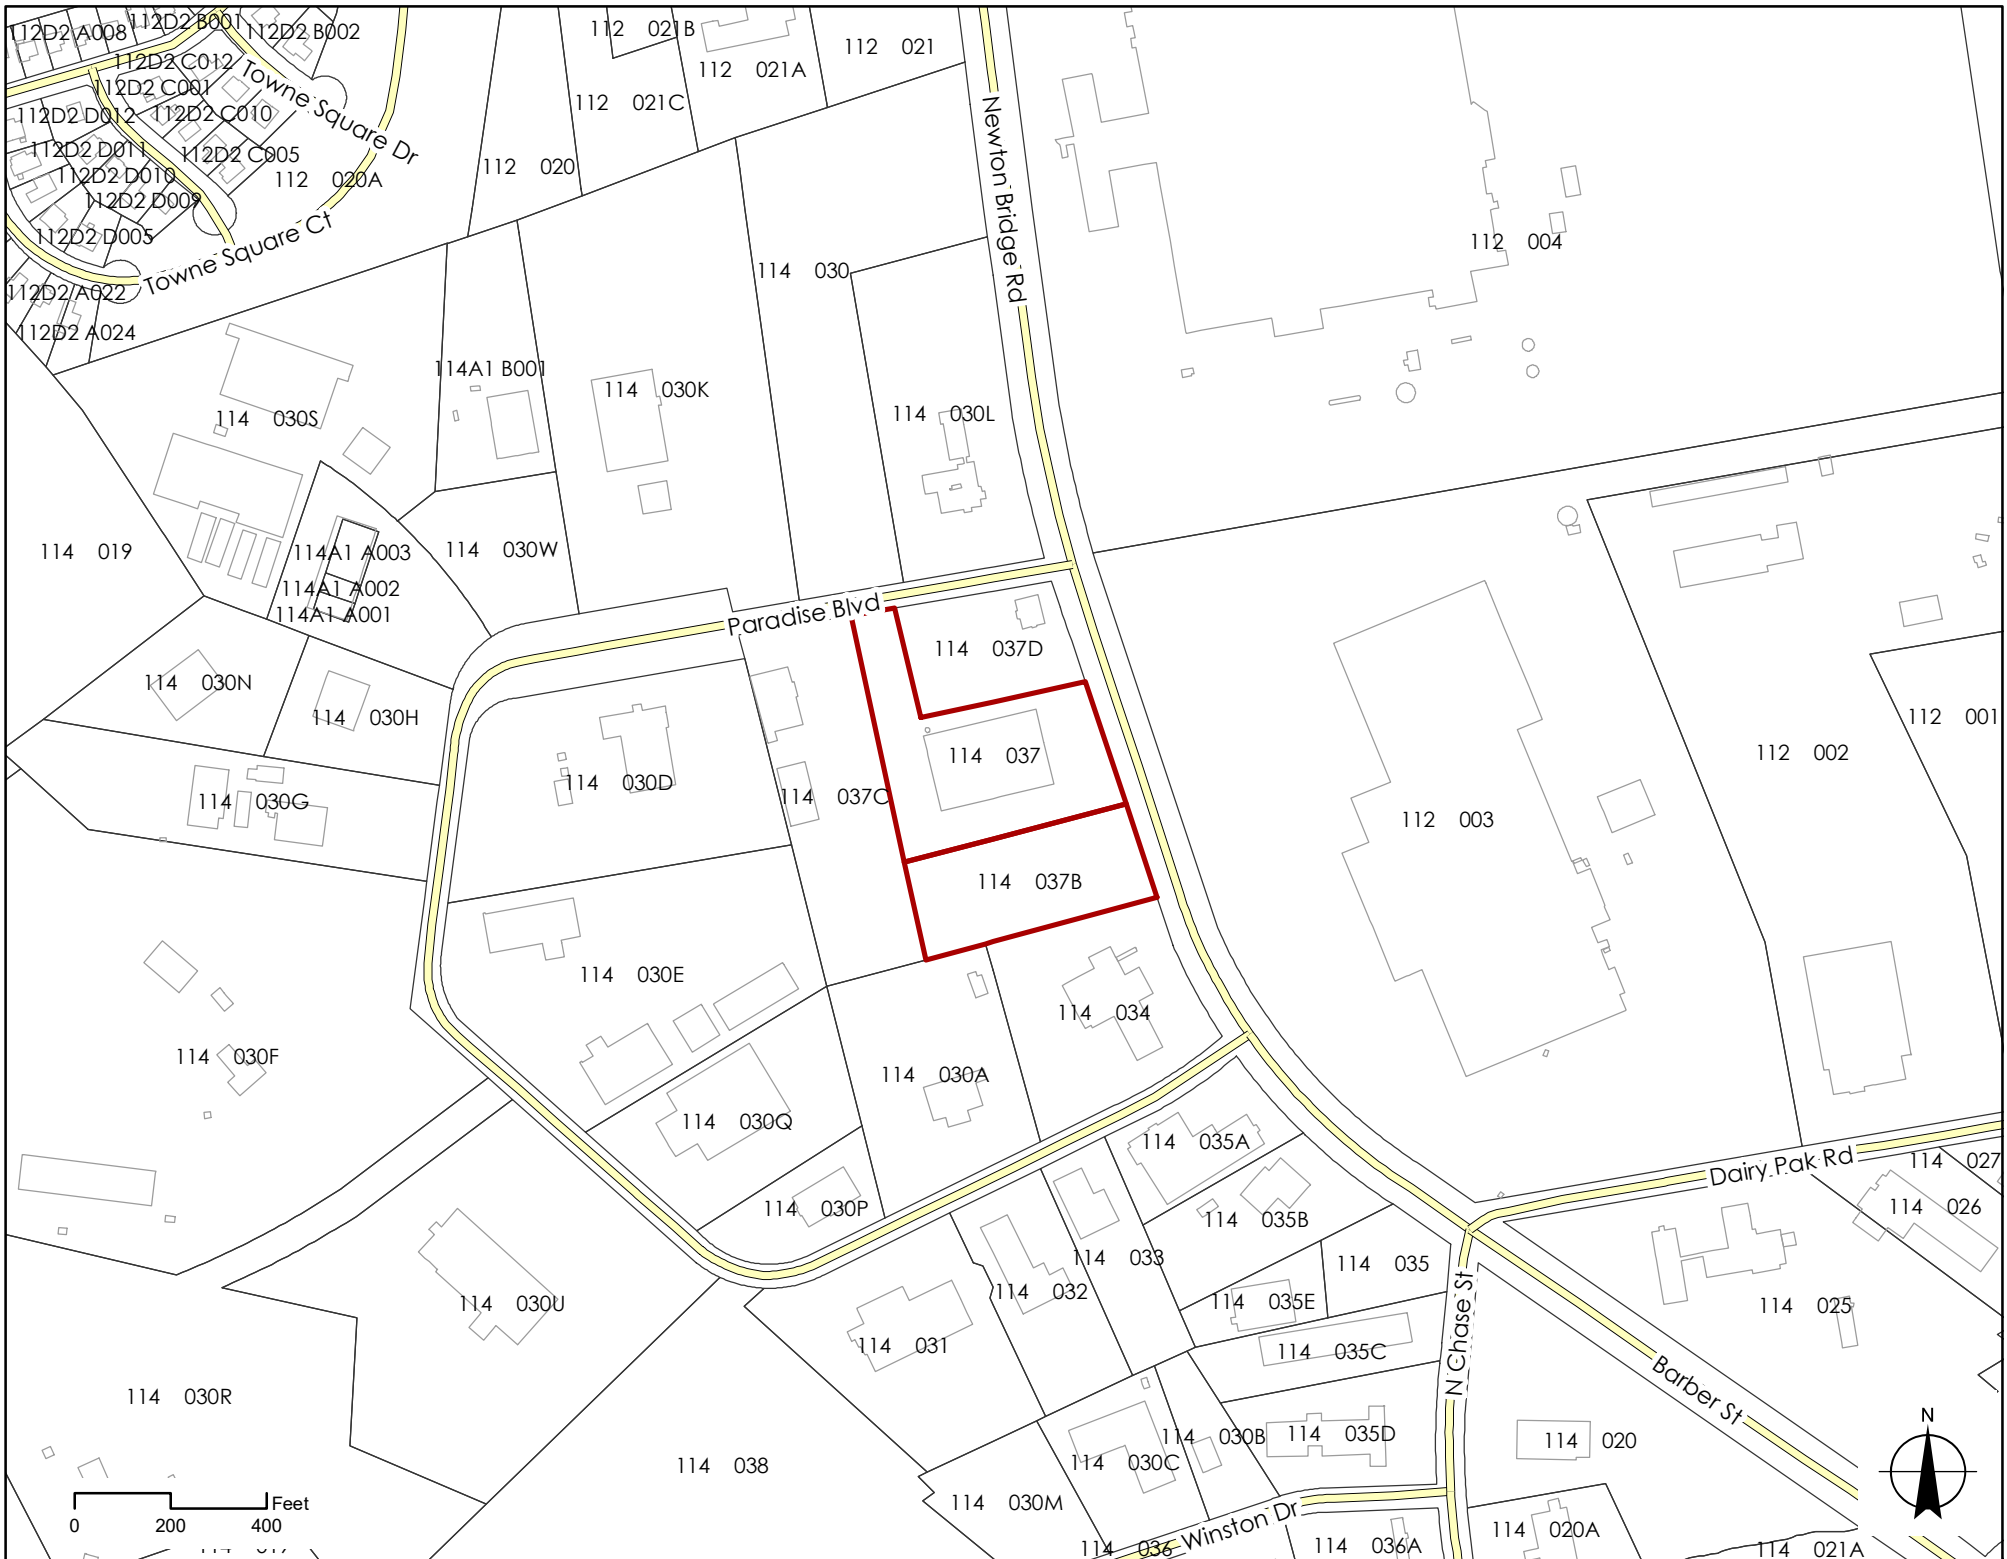 112D2 A008
112D2 B001
112D2 B002
112 021B
112 021
112D2 C012
112 021A
112D2 C001
112 021C
112D2 D012
112D2 C010
Towne Square Dr
Newton Bridge Rd
112D2 D011
112D2 C005
112 020
112D2 D010
112 020A
112D2 D009
112D2 D005
Towne Square Ct
112 004
114 030
112D2 A022
112D2 A024
114A1 B001
114 030K
114 030S
114 030L
114 019
114A1 A003
114 030W
114A1 A002
114A1 A001
Paradise Blvd
114 037D
114 030N
114 030H
112 001
114 037
112 002
114 030D
114 037C
114 030G
112 003
114 037B
114 030E
114 034
114 030F
114 030A
114 030Q
114 035A
Dairy Pak Rd
114 027
114 030P
114 035B
114 026
114 033
114 035
114 032
114 030U
114 035E
114 025
114 031
114 035C
N Chase St
Barber St
114 030R
114 030B
114 035D
114 020
N
114 038
114 030C
114 030M
Winston Dr
Feet
0 200 400
114 036
114 036A
114 020A
114 021A